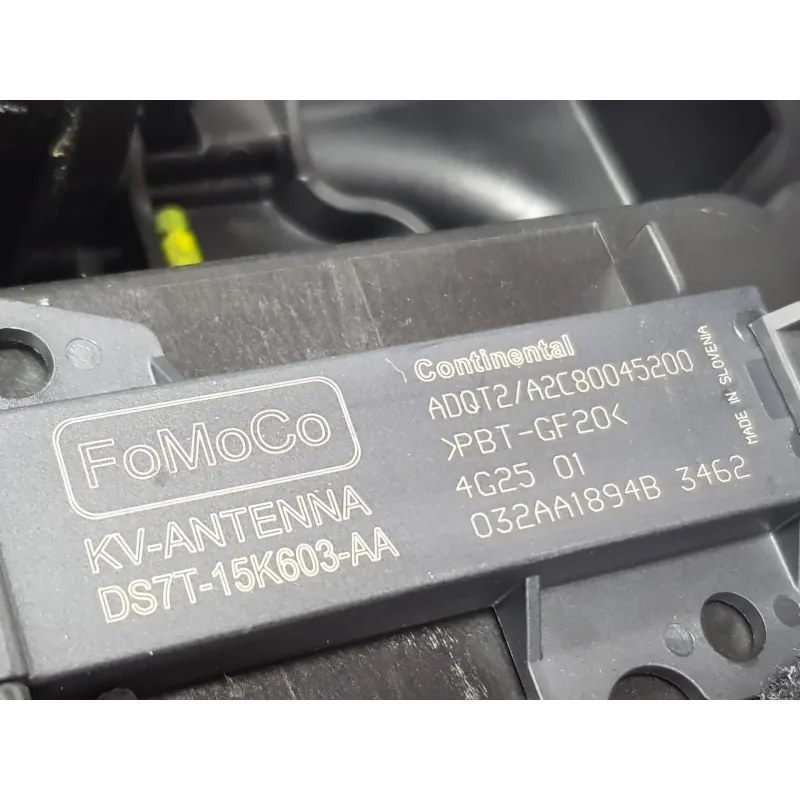 FoMoCo
KV-ANTENNA
DS7T-15K603-AA
Continental
ADQT2/A2C80045200
>PBT-GF20<
4G25 01
032AA1894B 3462
MADE IN SLOVENIA